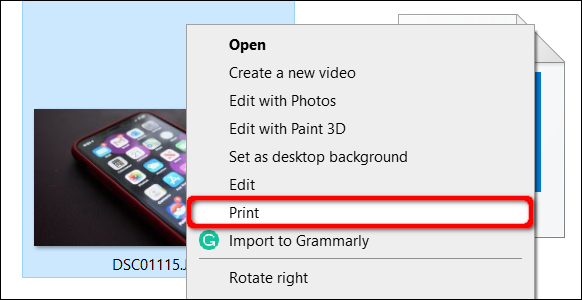 Open
Create a new video
Edit with Photos
Edit with Paint 3D
Set as desktop background
Edit
Print
Import to Grammarly
DSC01115.J
Rotate right